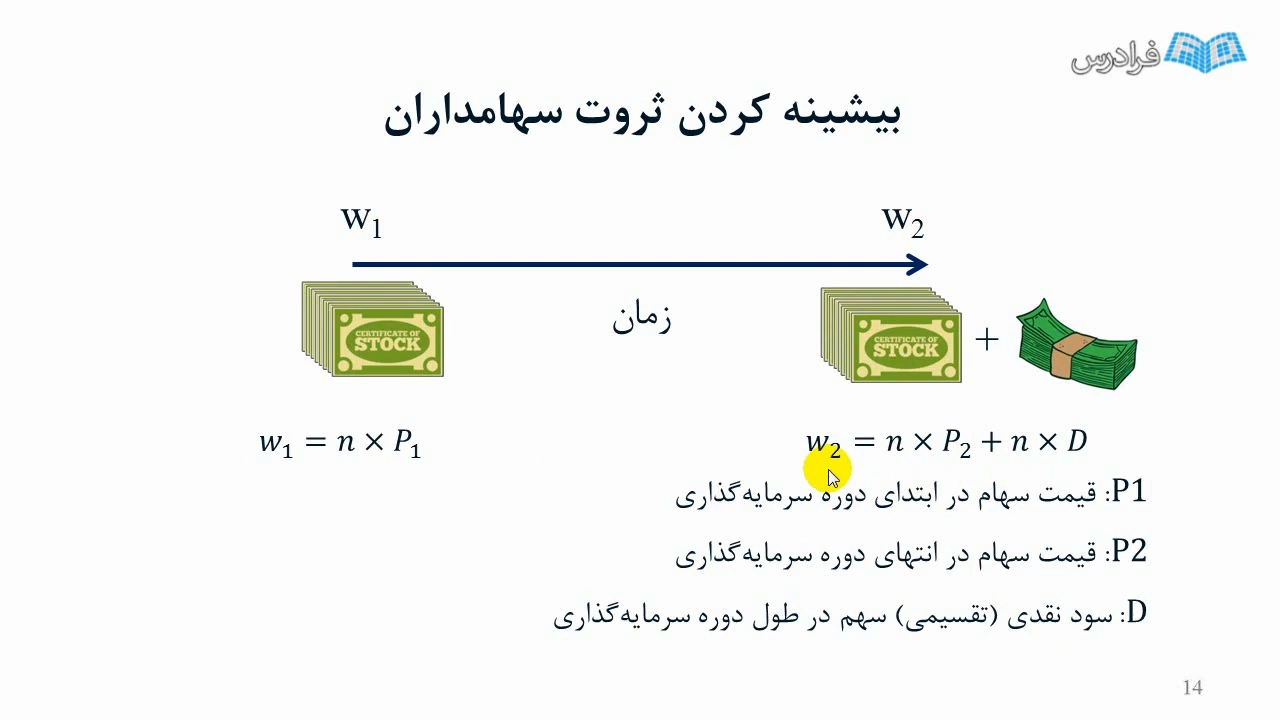 فرادرس
بیشینه کردن ثروت سهامداران
w₁
w₂
زمان
CERTIFICATE OF
STOCK
CERTIFICATE OF
STOCK
+
w₁ = n × P₁
w₂ = n × P₂ + n × D
P1: قیمت سهام در ابتدای دوره سرمایه‌گذاری
P2: قیمت سهام در انتهای دوره سرمایه‌گذاری
D: سود نقدی (تقسیمی) سهم در طول دوره سرمایه‌گذاری
14